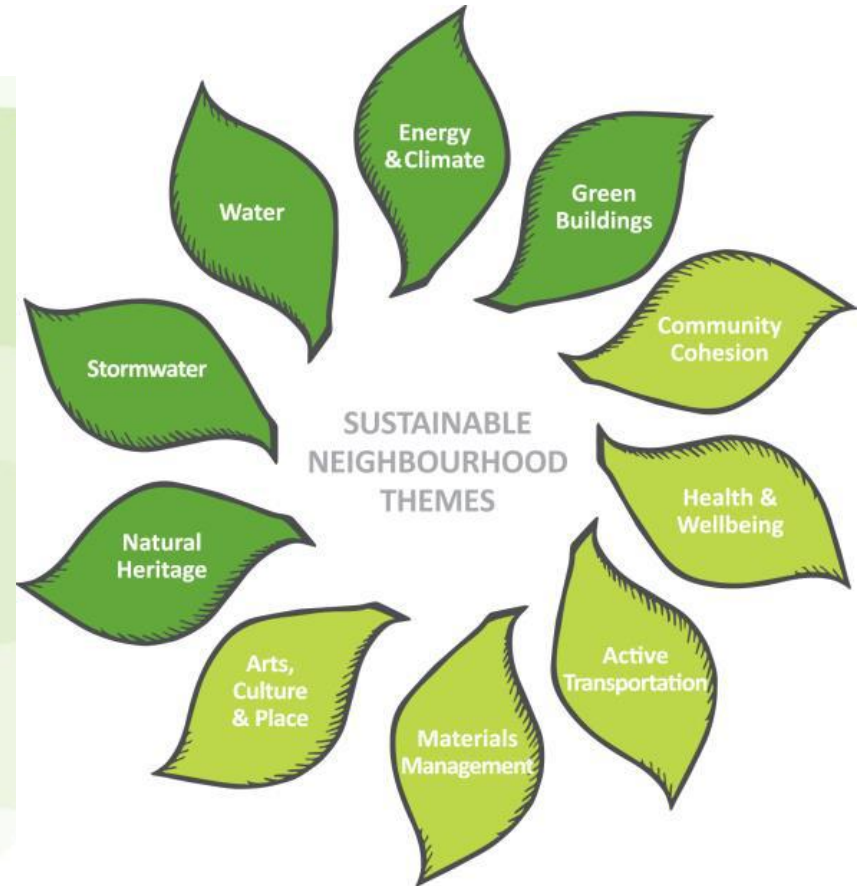 SUSTAINABLE
NEIGHBOURHOOD
THEMES
Energy
& Climate
Green
Buildings
Community
Cohesion
Health &
Wellbeing
Active
Transportation
Materials
Management
Arts,
Culture
& Place
Natural
Heritage
Stormwater
Water